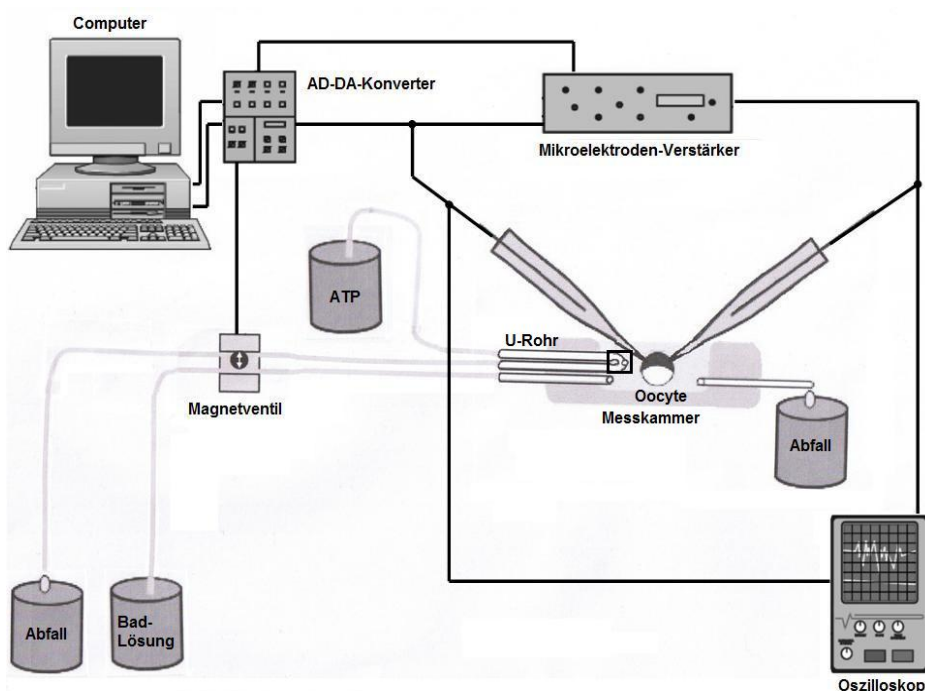 Computer
AD-DA-Konverter
Mikroelektroden-Verstärker
ATP
U-Rohr
Magnetventil
Oocyte
Messkammer
Abfall
Abfall
Bad-
Lösung
Oszilloskop